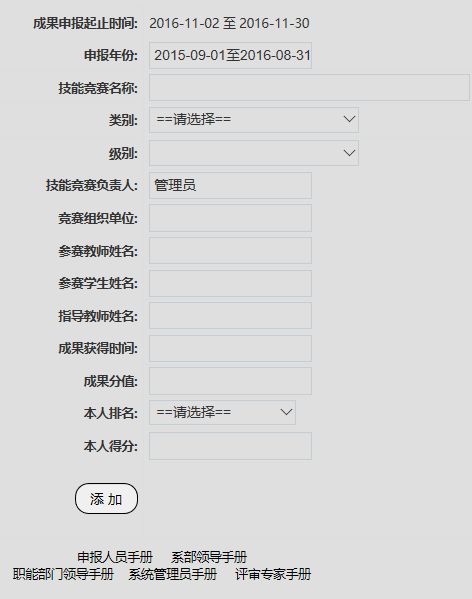 成果申报起止时间: 2016-11-02 至 2016-11-30
申报年份: 2015-09-01至2016-08-31
技能竞赛名称:
类别: ==请选择==
级别:
技能竞赛负责人: 管理员
竞赛组织单位:
参赛教师姓名:
参赛学生姓名:
指导教师姓名:
成果获得时间:
成果分值:
本人排名: ==请选择==
本人得分:
添 加
申报人员手册 系部领导手册
职能部门领导手册 系统管理员手册 评审专家手册